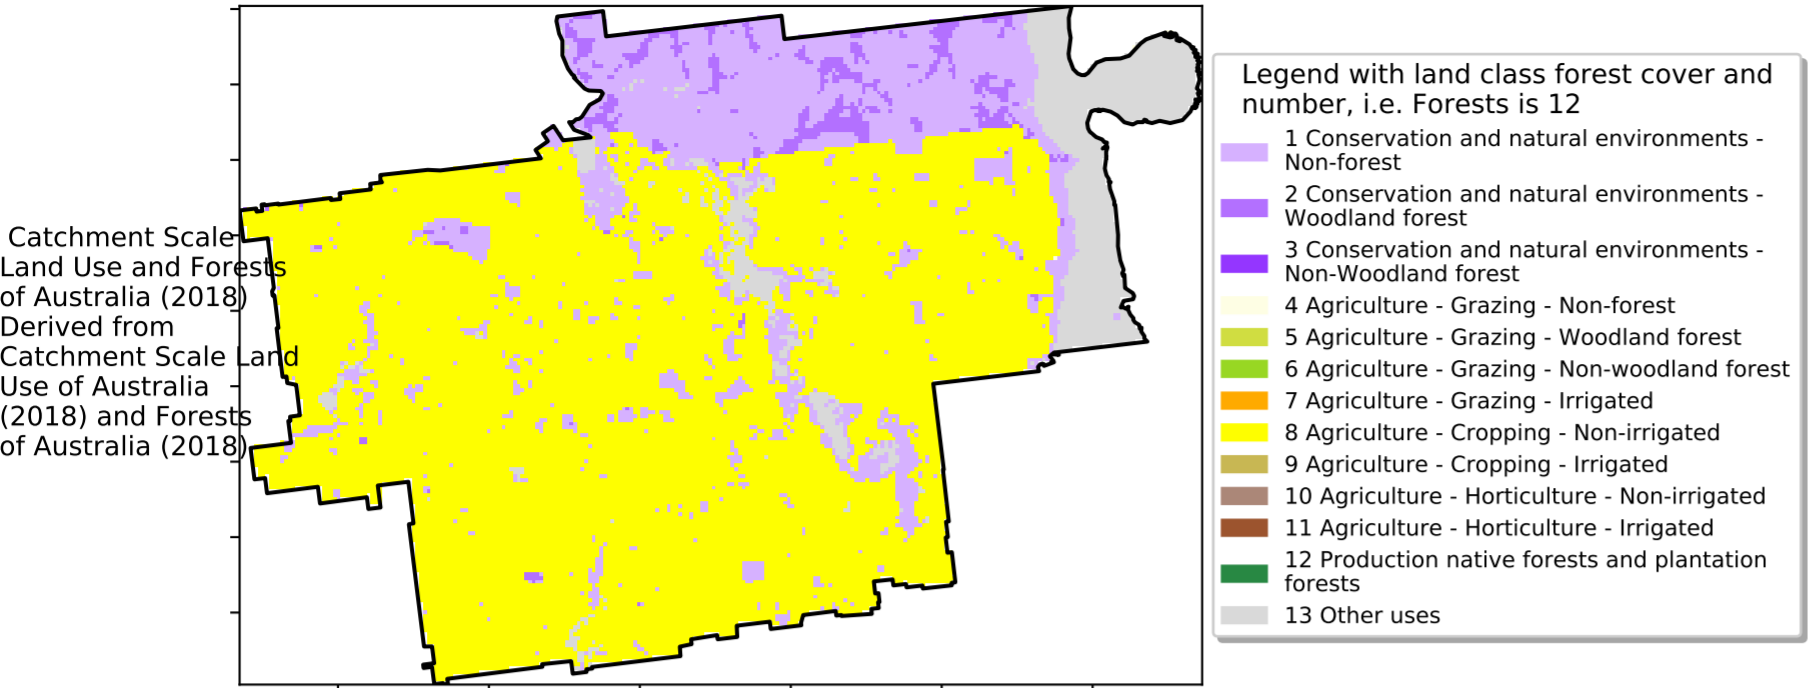 Catchment Scale
Land Use and Forests
of Australia (2018)
Derived from
Catchment Scale Land
Use of Australia
(2018) and Forests
of Australia (2018)
Legend with land class forest cover and
number, i.e. Forests is 12
1 Conservation and natural environments -
Non-forest
2 Conservation and natural environments -
Woodland forest
3 Conservation and natural environments -
Non-Woodland forest
4 Agriculture - Grazing - Non-forest
5 Agriculture - Grazing - Woodland forest
6 Agriculture - Grazing - Non-woodland forest
7 Agriculture - Grazing - Irrigated
8 Agriculture - Cropping - Non-irrigated
9 Agriculture - Cropping - Irrigated
10 Agriculture - Horticulture - Non-irrigated
11 Agriculture - Horticulture - Irrigated
12 Production native forests and plantation
forests
13 Other uses